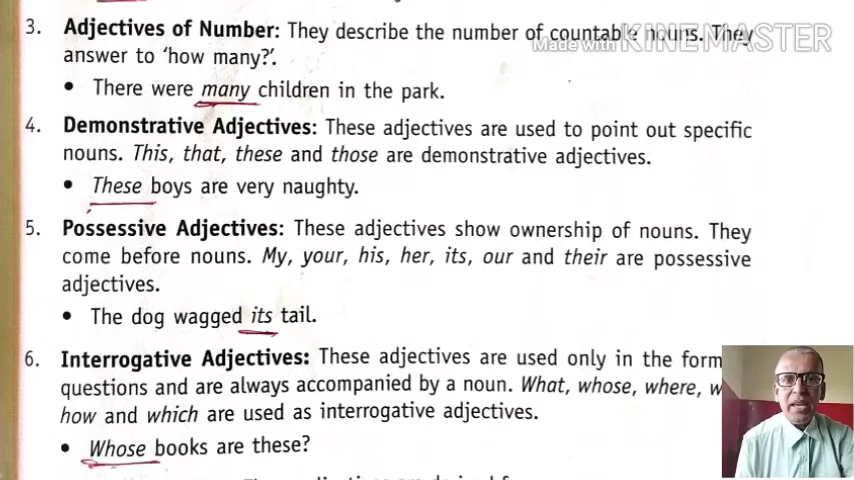 3. Adjectives of Number: They describe the number of countable nouns. They
Made with KINEMASTER
answer to 'how many?'.
• There were many children in the park.
4. Demonstrative Adjectives: These adjectives are used to point out specific
nouns. This, that, these and those are demonstrative adjectives.
• These boys are very naughty.
5. Possessive Adjectives: These adjectives show ownership of nouns. They
come before nouns. My, your, his, her, its, our and their are possessive
adjectives.
• The dog wagged its tail.
6. Interrogative Adjectives: These adjectives are used only in the form
questions and are always accompanied by a noun. What, whose, where,
how and which are used as interrogative adjectives.
• Whose books are these?